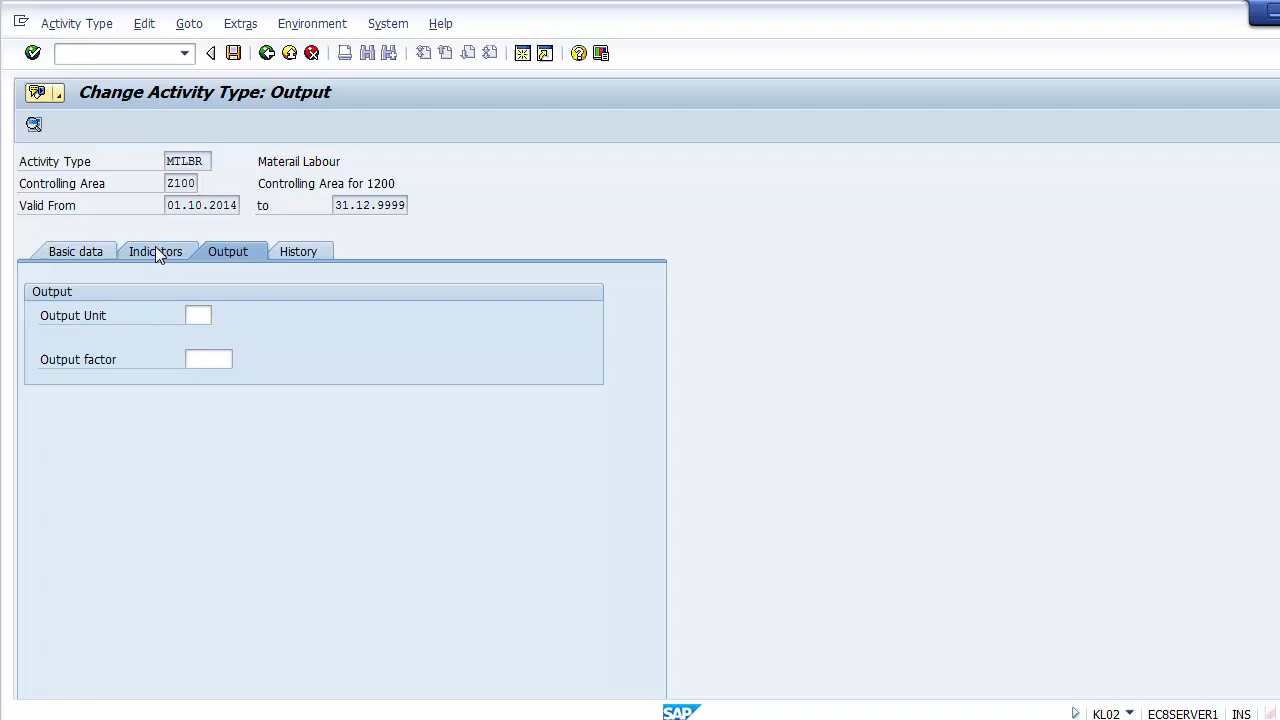 Activity Type Edit Goto Extras Environment System Help
Change Activity Type: Output
Activity Type MTLBR Materail Labour
Controlling Area Z100 Controlling Area for 1200
Valid From 01.10.2014 to 31.12.9999
Basic data Indicators Output History
Output
Output Unit
Output factor
SAP KL02 EC8SERVER1 INS